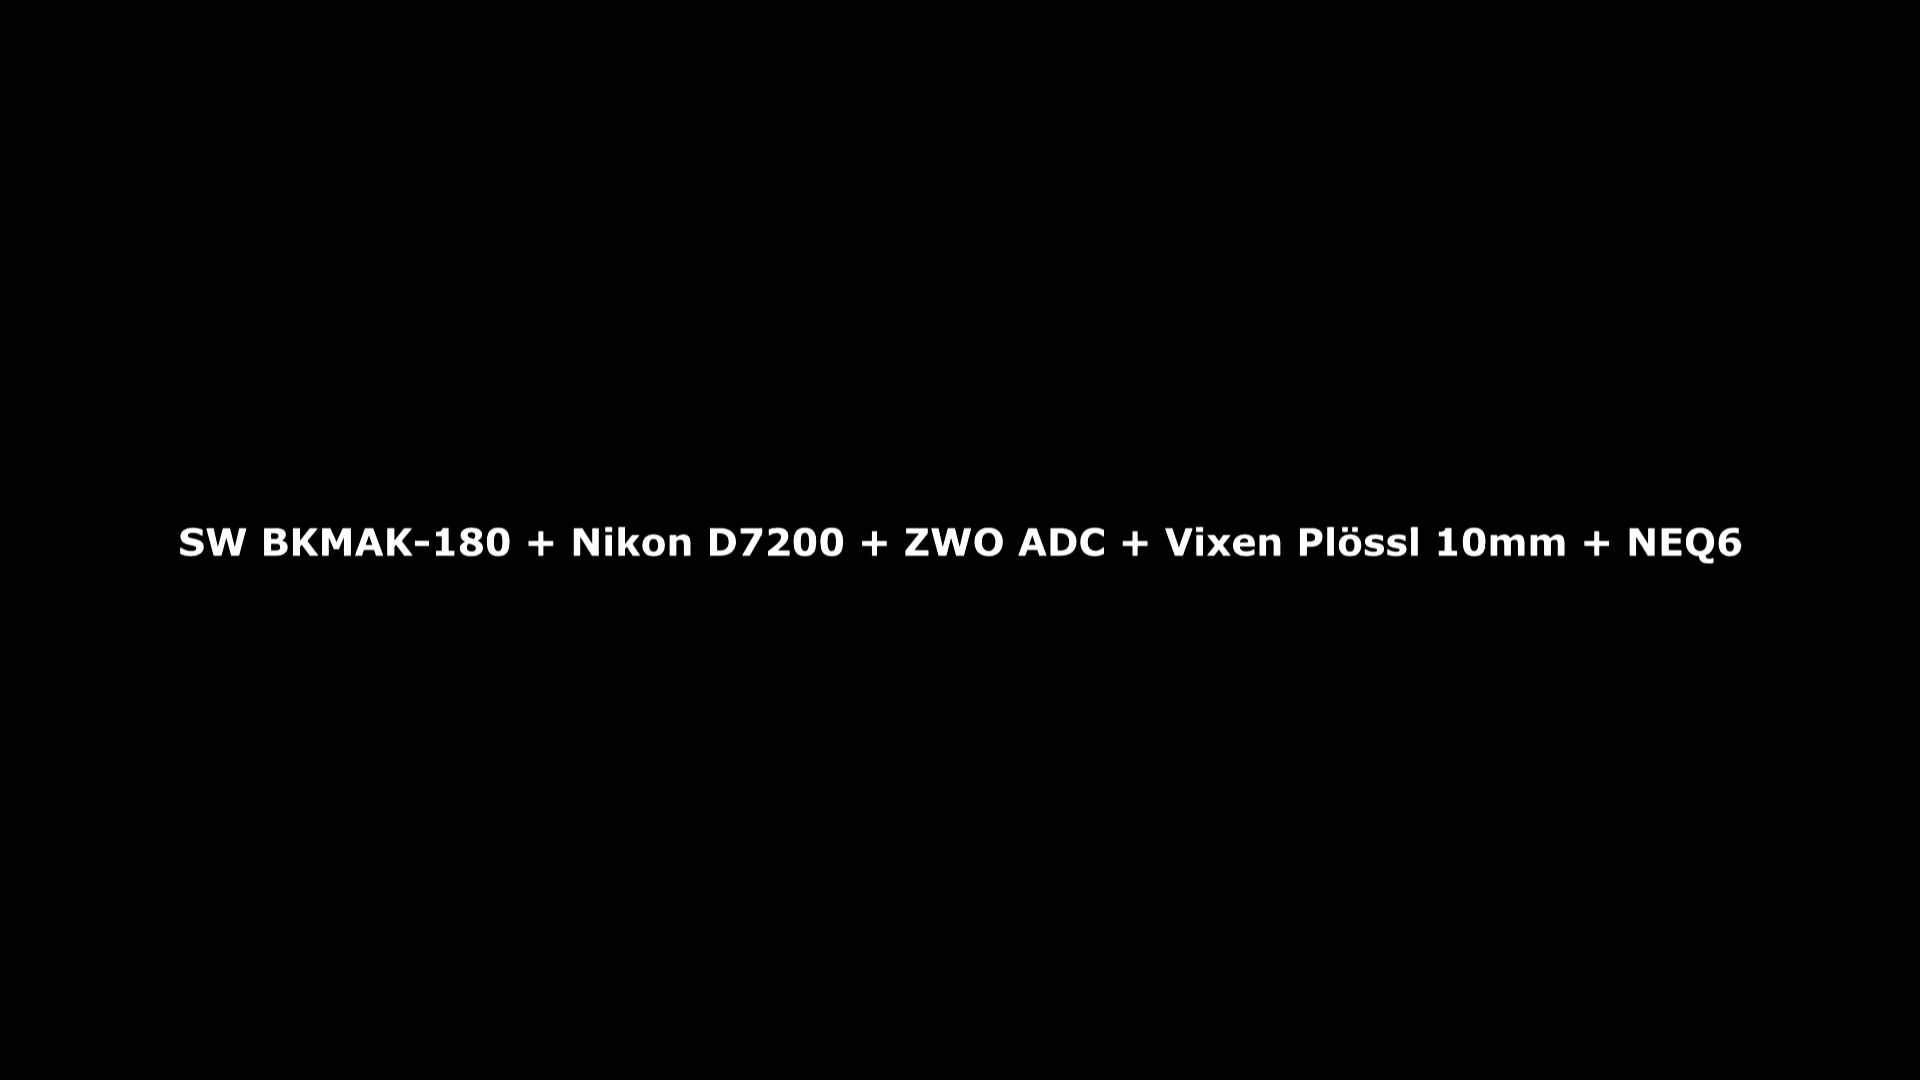 SW BKMAK-180 + Nikon D7200 + ZWO ADC + Vixen Plössl 10mm + NEQ6